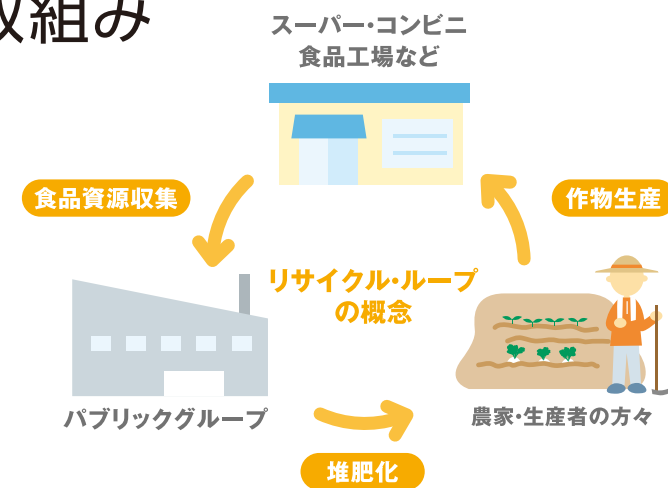 取組み
スーパー・コンビニ
食品工場など
食品資源収集
作物生産
リサイクル・ループ
の概念
パブリックグループ
農家・生産者の方々
堆肥化